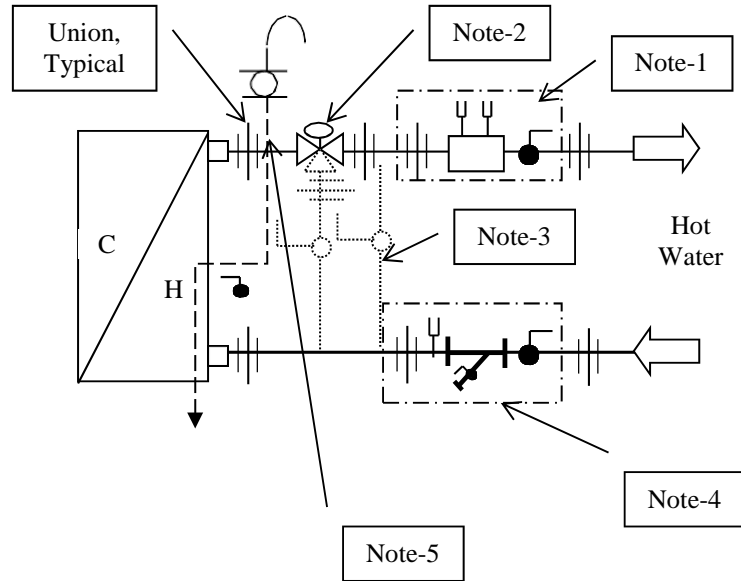 Union,
Typical
Note-2
Note-1
C
H
Note-3
Hot
Water
Note-4
Note-5